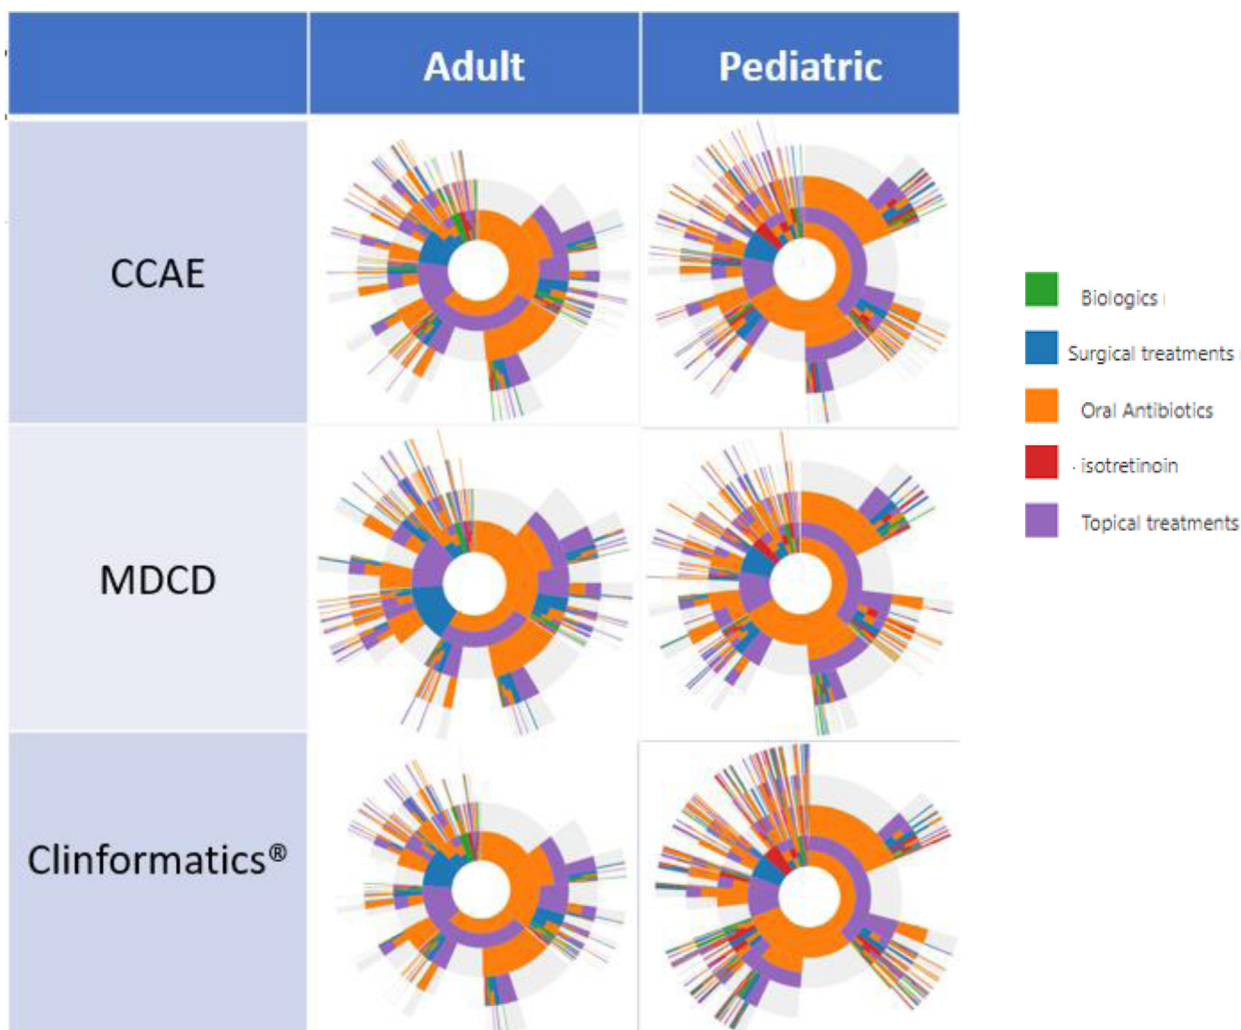 Adult Pediatric
CCAE
MDCD
Clinformatics®
Biologics
Surgical treatments
Oral Antibiotics
isotretinoin
Topical treatments